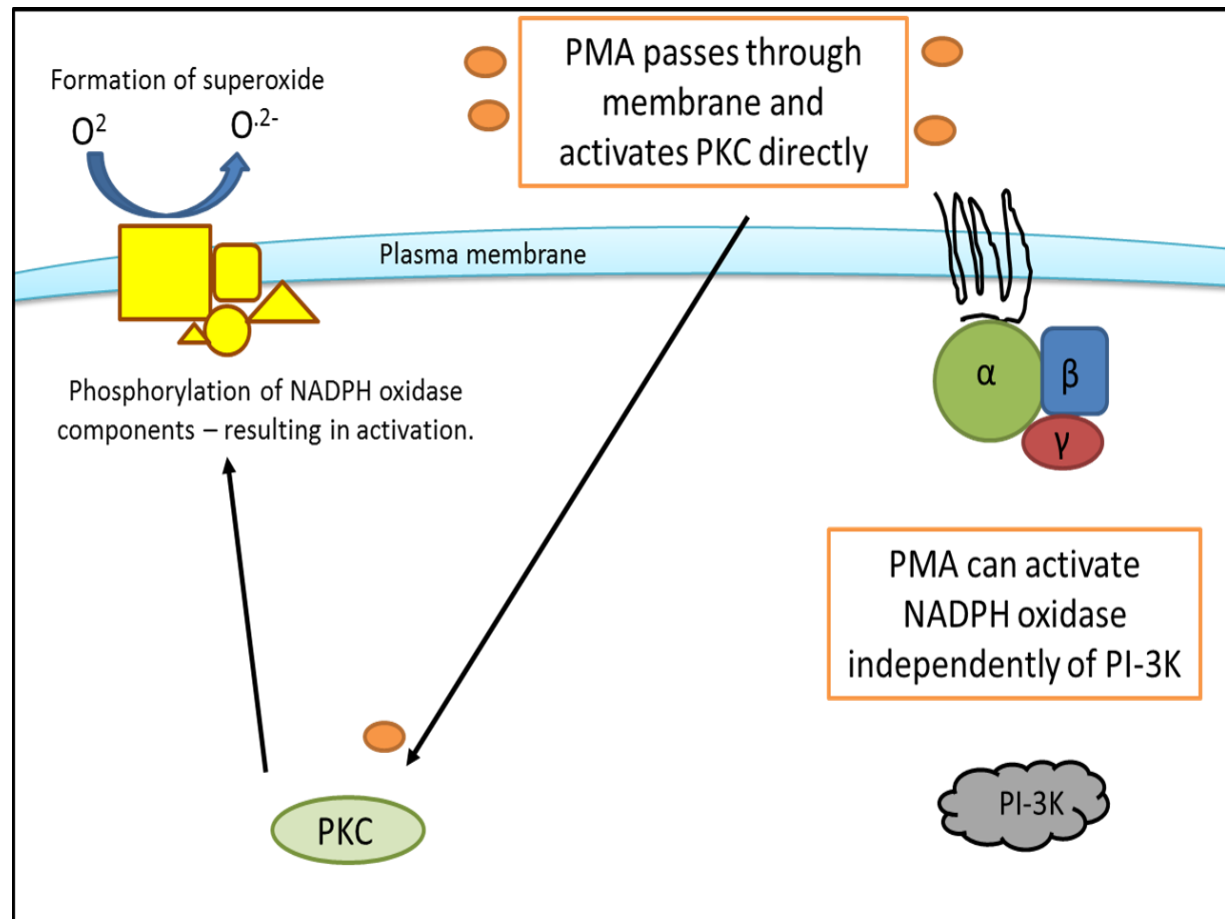 Formation of superoxide
O² O·²⁻
PMA passes through
membrane and
activates PKC directly
Plasma membrane
Phosphorylation of NADPH oxidase
components – resulting in activation.
α
β
γ
PMA can activate
NADPH oxidase
independently of PI-3K
PKC
PI-3K